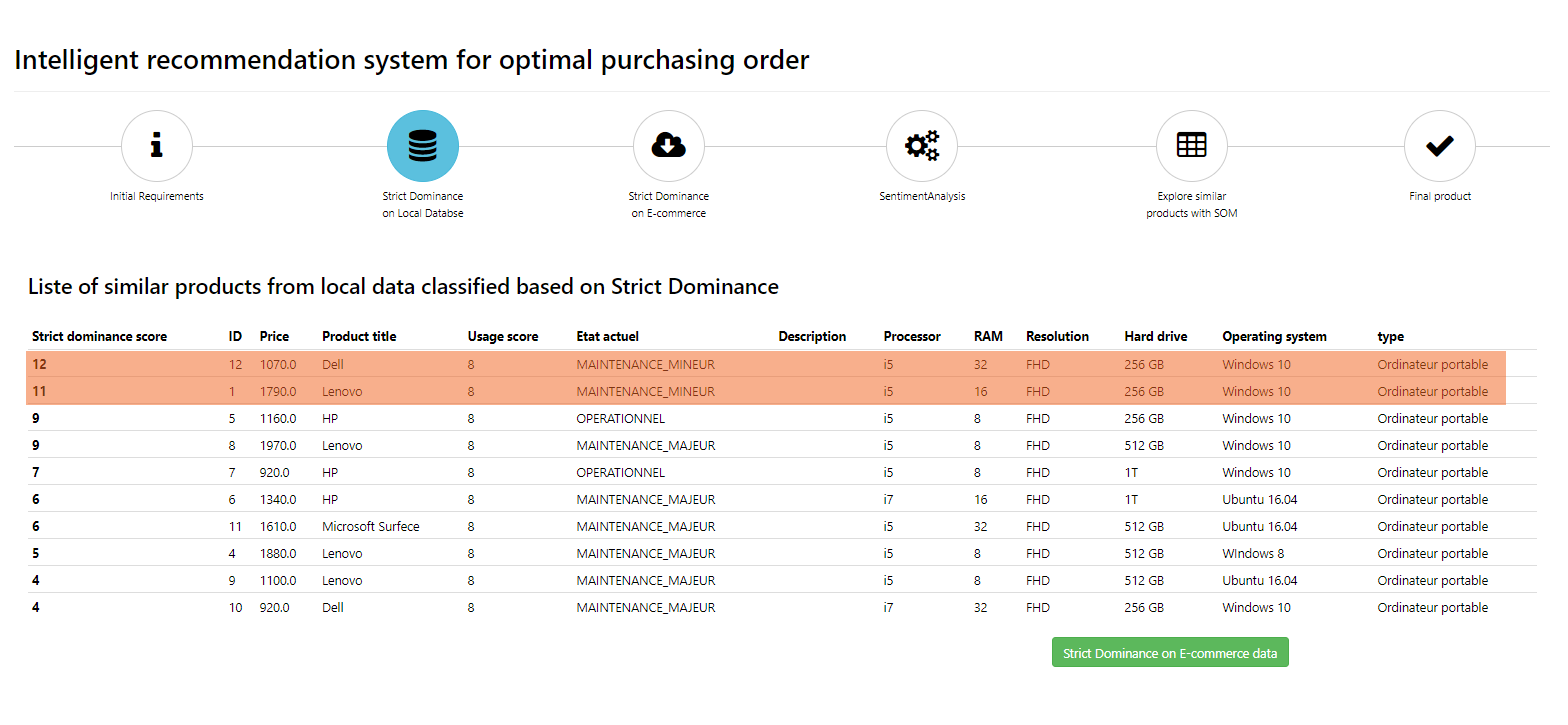 Intelligent recommendation system for optimal purchasing order
Initial Requirements
Strict Dominance
on Local Databse
Strict Dominance
on E-commerce
SentimentAnalysis
Explore similar
products with SOM
Final product
Liste of similar products from local data classified based on Strict Dominance
Strict dominance score ID Price Product title Usage score Etat actuel Description Processor RAM Resolution Hard drive Operating system type
12 12 1070.0 Dell 8 MAINTENANCE_MINEUR i5 32 FHD 256 GB Windows 10 Ordinateur portable
11 1 1790.0 Lenovo 8 MAINTENANCE_MINEUR i5 16 FHD 256 GB Windows 10 Ordinateur portable
9 5 1160.0 HP 8 OPERATIONNEL i5 8 FHD 256 GB Windows 10 Ordinateur portable
9 8 1970.0 Lenovo 8 MAINTENANCE_MAJEUR i5 8 FHD 512 GB Windows 10 Ordinateur portable
7 7 920.0 HP 8 OPERATIONNEL i5 8 FHD 1T Windows 10 Ordinateur portable
6 6 1340.0 HP 8 MAINTENANCE_MAJEUR i7 16 FHD 1T Ubuntu 16.04 Ordinateur portable
6 11 1610.0 Microsoft Surfece 8 MAINTENANCE_MAJEUR i5 32 FHD 512 GB Ubuntu 16.04 Ordinateur portable
5 4 1880.0 Lenovo 8 MAINTENANCE_MAJEUR i5 8 FHD 512 GB WIndows 8 Ordinateur portable
4 9 1100.0 Lenovo 8 MAINTENANCE_MAJEUR i5 8 FHD 512 GB Ubuntu 16.04 Ordinateur portable
4 10 920.0 Dell 8 MAINTENANCE_MAJEUR i7 32 FHD 256 GB Windows 10 Ordinateur portable
Strict Dominance on E-commerce data